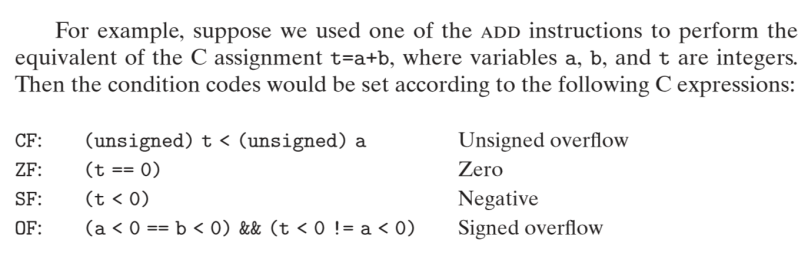 For example, suppose we used one of the ADD instructions to perform the
equivalent of the C assignment t=a+b, where variables a, b, and t are integers.
Then the condition codes would be set according to the following C expressions:
CF: (unsigned) t < (unsigned) a Unsigned overflow
ZF: (t == 0) Zero
SF: (t < 0) Negative
OF: (a < 0 == b < 0) && (t < 0 != a < 0) Signed overflow